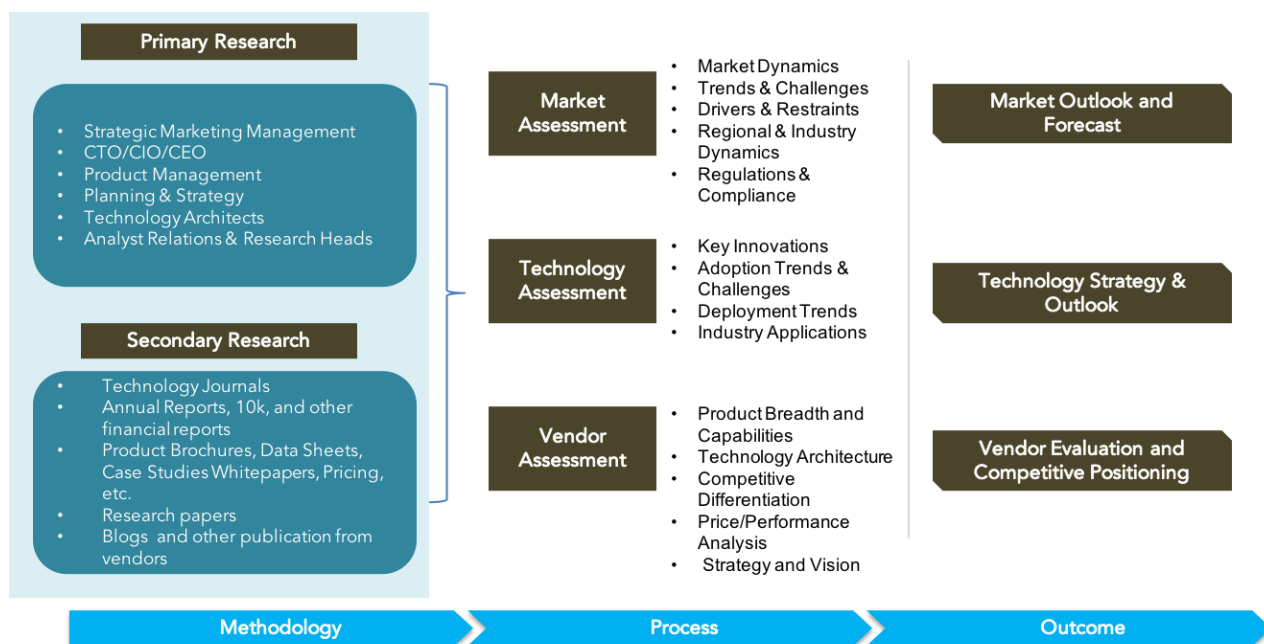 Primary Research
• Strategic Marketing Management
• CTO/CIO/CEO
• Product Management
• Planning & Strategy
• Technology Architects
• Analyst Relations & Research Heads
Secondary Research
• Technology Journals
• Annual Reports, 10k, and other
financial reports
• Product Brochures, Data Sheets,
Case Studies Whitepapers, Pricing,
etc.
• Research papers
• Blogs and other publication from
vendors
Market
Assessment
• Market Dynamics
• Trends & Challenges
• Drivers & Restraints
• Regional & Industry
Dynamics
• Regulations &
Compliance
Technology
Assessment
• Key Innovations
• Adoption Trends &
Challenges
• Deployment Trends
• Industry Applications
Vendor
Assessment
• Product Breadth and
Capabilities
• Technology Architecture
• Competitive
Differentiation
• Price/Performance
Analysis
• Strategy and Vision
Market Outlook and
Forecast
Technology Strategy &
Outlook
Vendor Evaluation and
Competitive Positioning
Methodology
Process
Outcome